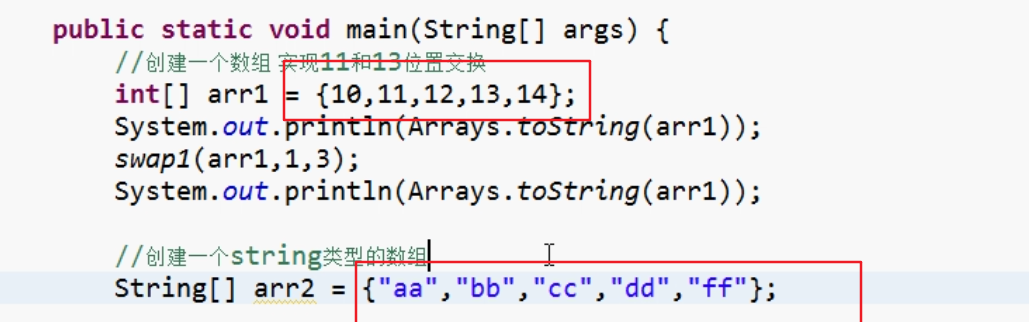 public static void main(String[] args) {
//创建一个数组 实现11和13位置交换
int[] arr1 = {10,11,12,13,14};
System.out.println(Arrays.toString(arr1));
swap1(arr1,1,3);
System.out.println(Arrays.toString(arr1));
//创建一个string类型的数组
String[] arr2 = {"aa","bb","cc","dd","ff"};